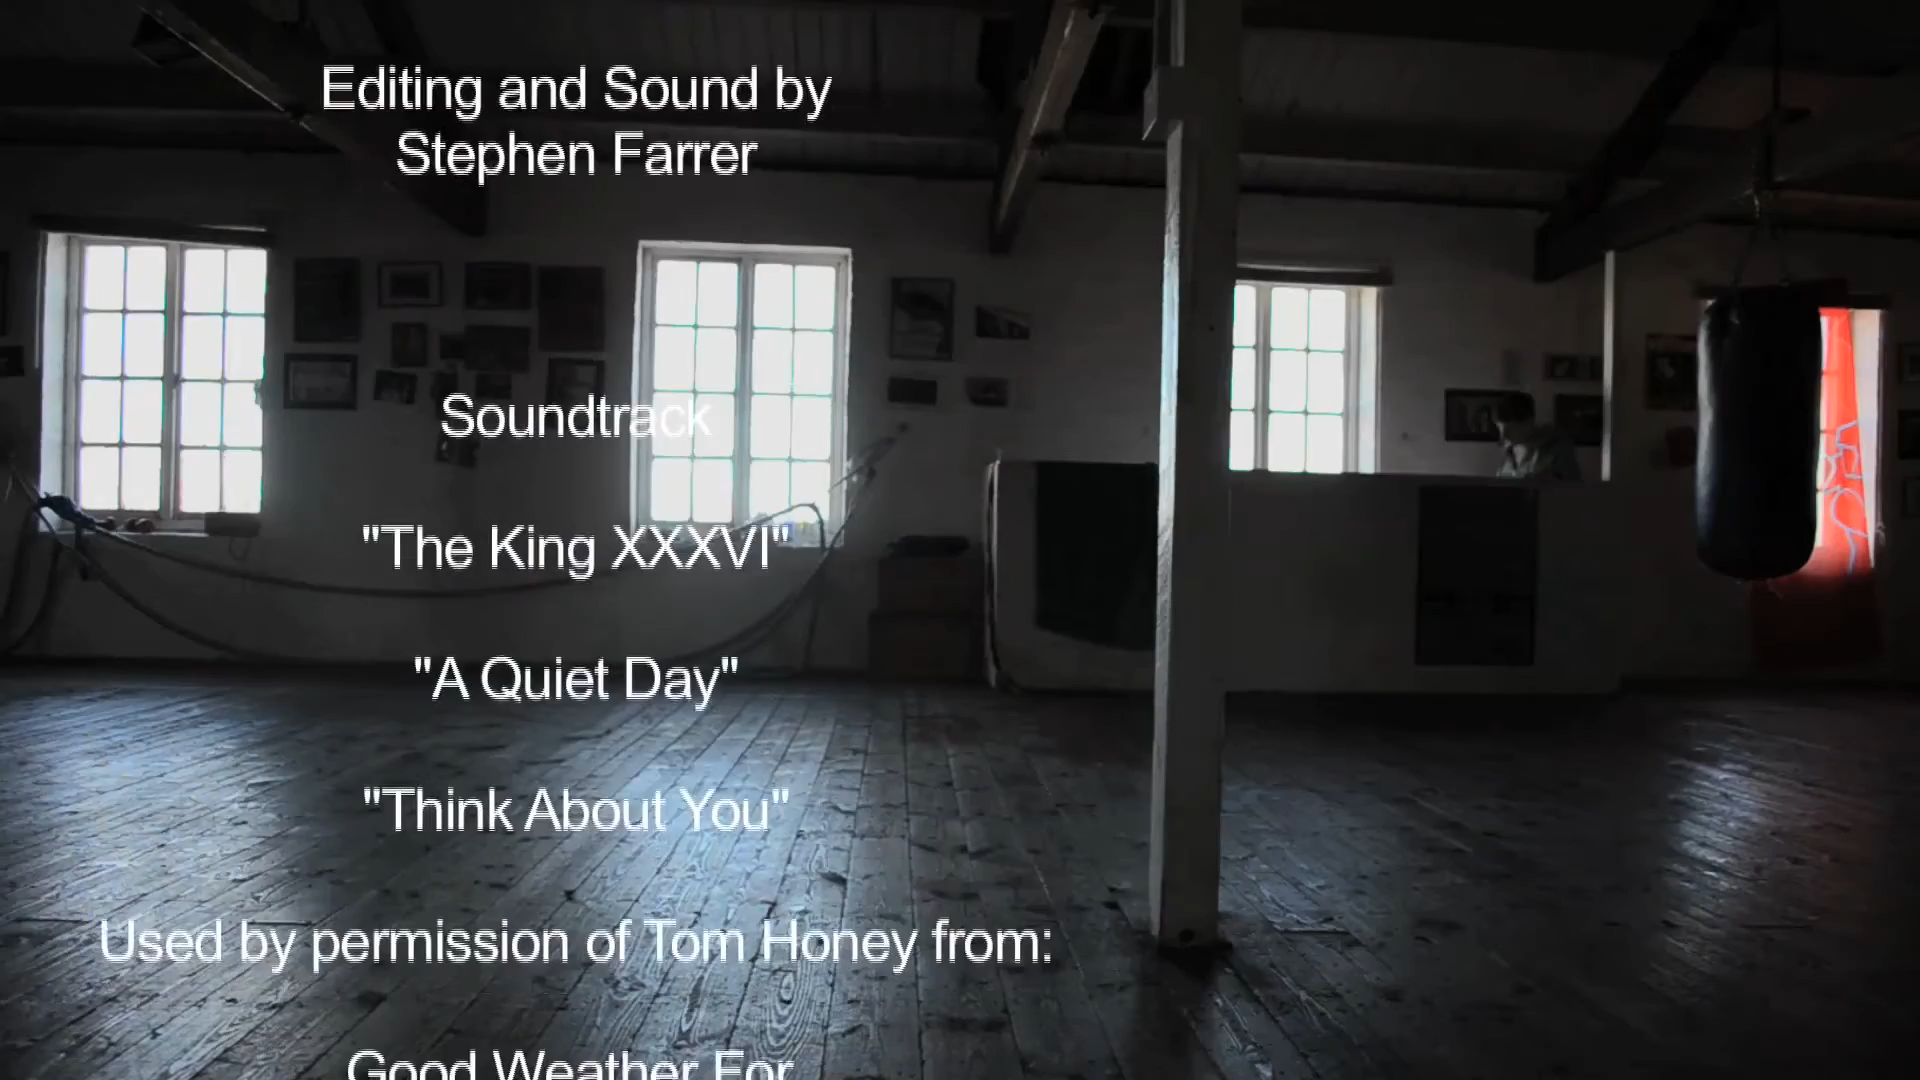 Editing and Sound by
Stephen Farrer
Soundtrack
"The King XXXVI"
"A Quiet Day"
"Think About You"
Used by permission of Tom Honey from:
Good Weather For